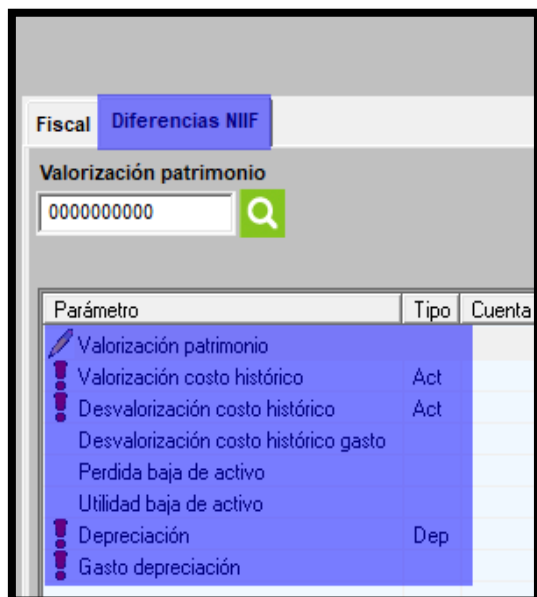 Fiscal Diferencias NIIF
Valorización patrimonio
0000000000
Parámetro Tipo Cuenta
Valorización patrimonio
Valorización costo histórico Act
Desvalorización costo histórico Act
Desvalorización costo histórico gasto
Perdida baja de activo
Utilidad baja de activo
Depreciación Dep
Gasto depreciación